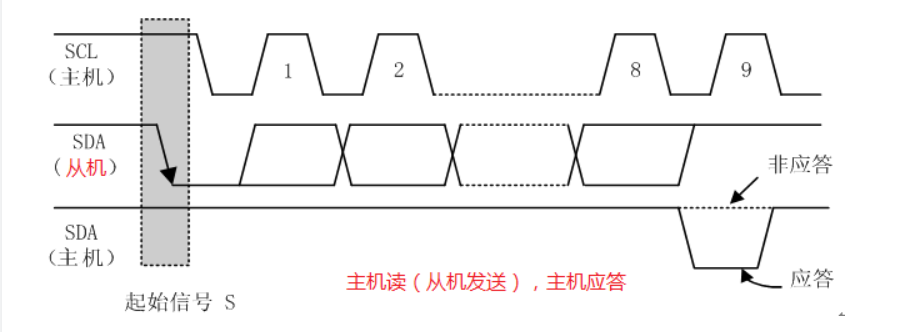 SCL
(主机)
1
2
8
9
SDA
(从机)
非应答
SDA
(主机)
主机读(从机发送),主机应答
应答
起始信号 S